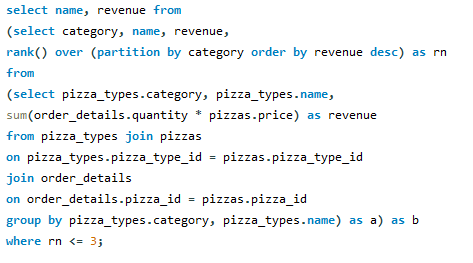 select name, revenue from
(select category, name, revenue,
rank() over (partition by category order by revenue desc) as rn
from
(select pizza_types.category, pizza_types.name,
sum(order_details.quantity * pizzas.price) as revenue
from pizza_types join pizzas
on pizza_types.pizza_type_id = pizzas.pizza_type_id
join order_details
on order_details.pizza_id = pizzas.pizza_id
group by pizza_types.category, pizza_types.name) as a) as b
where rn <= 3;